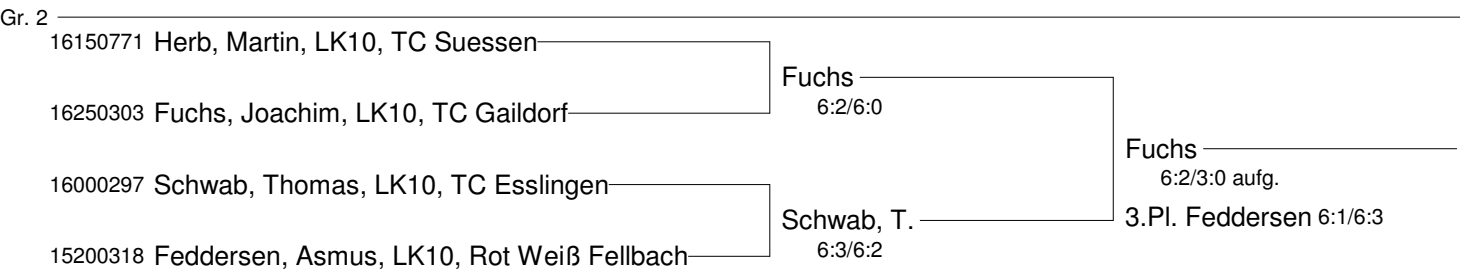 Gr. 2
16150771 Herb, Martin, LK10, TC Suessen
Fuchs
6:2/6:0
16250303 Fuchs, Joachim, LK10, TC Gaildorf
Fuchs
6:2/3:0 aufg.
16000297 Schwab, Thomas, LK10, TC Esslingen
Schwab, T.
6:3/6:2
3.Pl. Feddersen 6:1/6:3
15200318 Feddersen, Asmus, LK10, Rot Weiß Fellbach